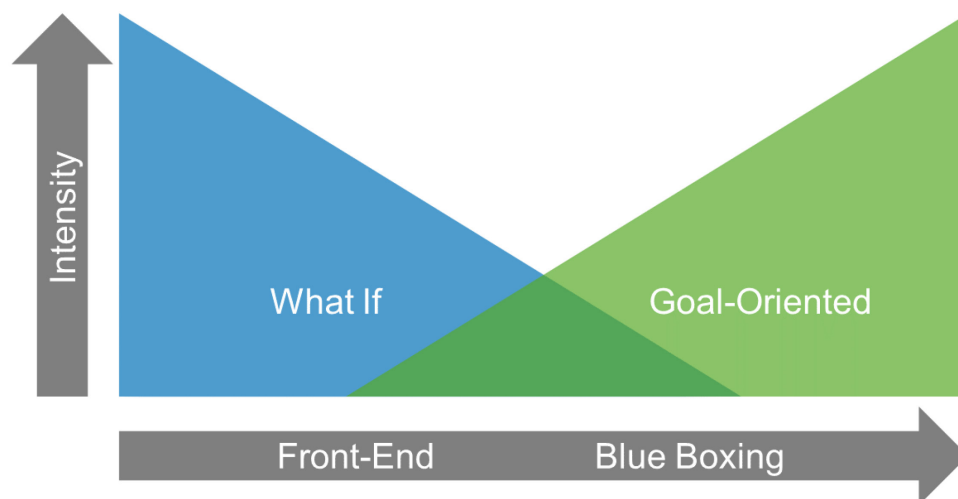 Intensity
What If
Goal-Oriented
Front-End
Blue Boxing